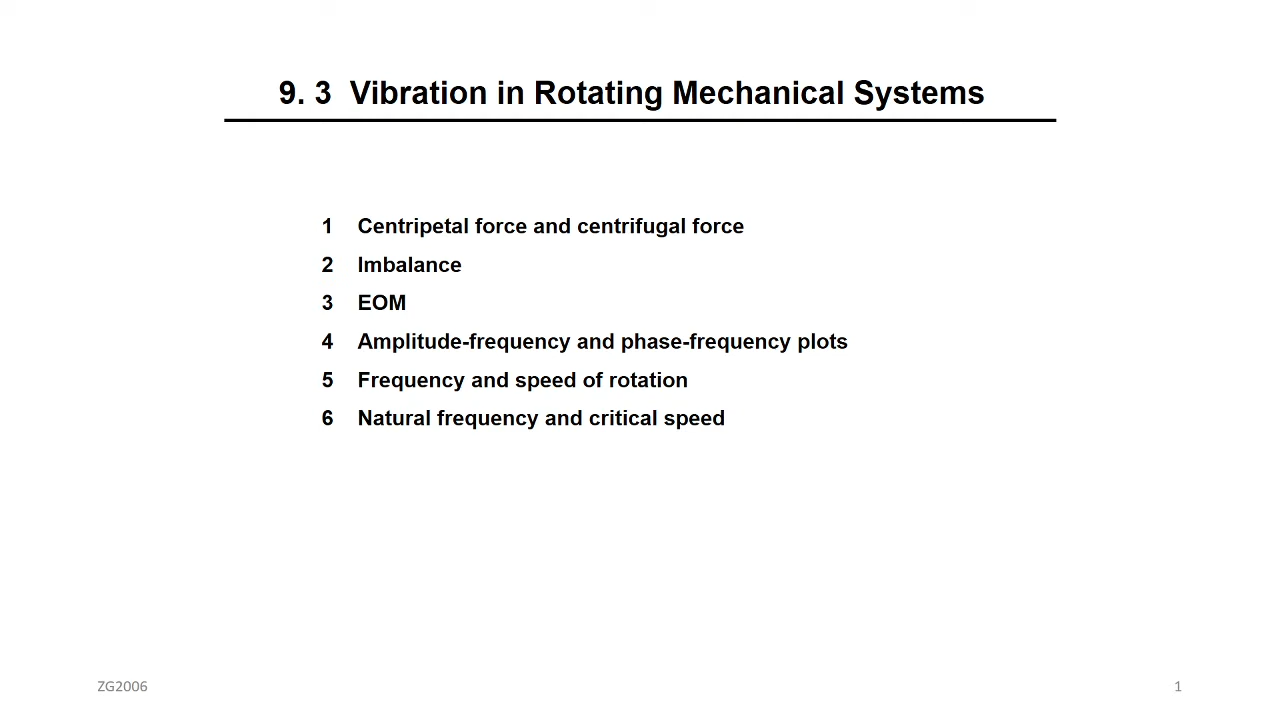 9. 3 Vibration in Rotating Mechanical Systems
1 Centripetal force and centrifugal force
2 Imbalance
3 EOM
4 Amplitude-frequency and phase-frequency plots
5 Frequency and speed of rotation
6 Natural frequency and critical speed
ZG2006
1